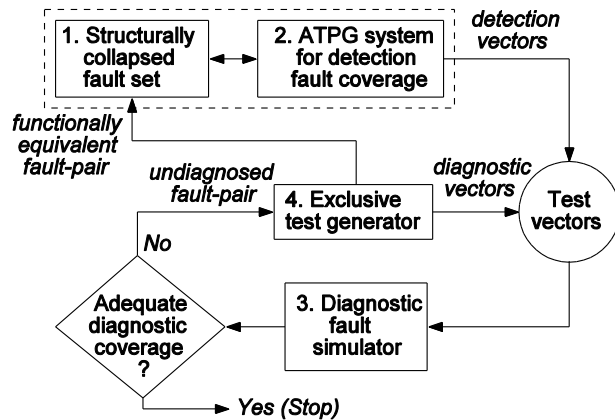 1. Structurally
collapsed
fault set
2. ATPG system
for detection
fault coverage
detection
vectors
functionally
equivalent
fault-pair
undiagnosed
fault-pair
4. Exclusive
test generator
diagnostic
vectors
Test
vectors
No
Adequate
diagnostic
coverage
?
3. Diagnostic
fault
simulator
Yes (Stop)